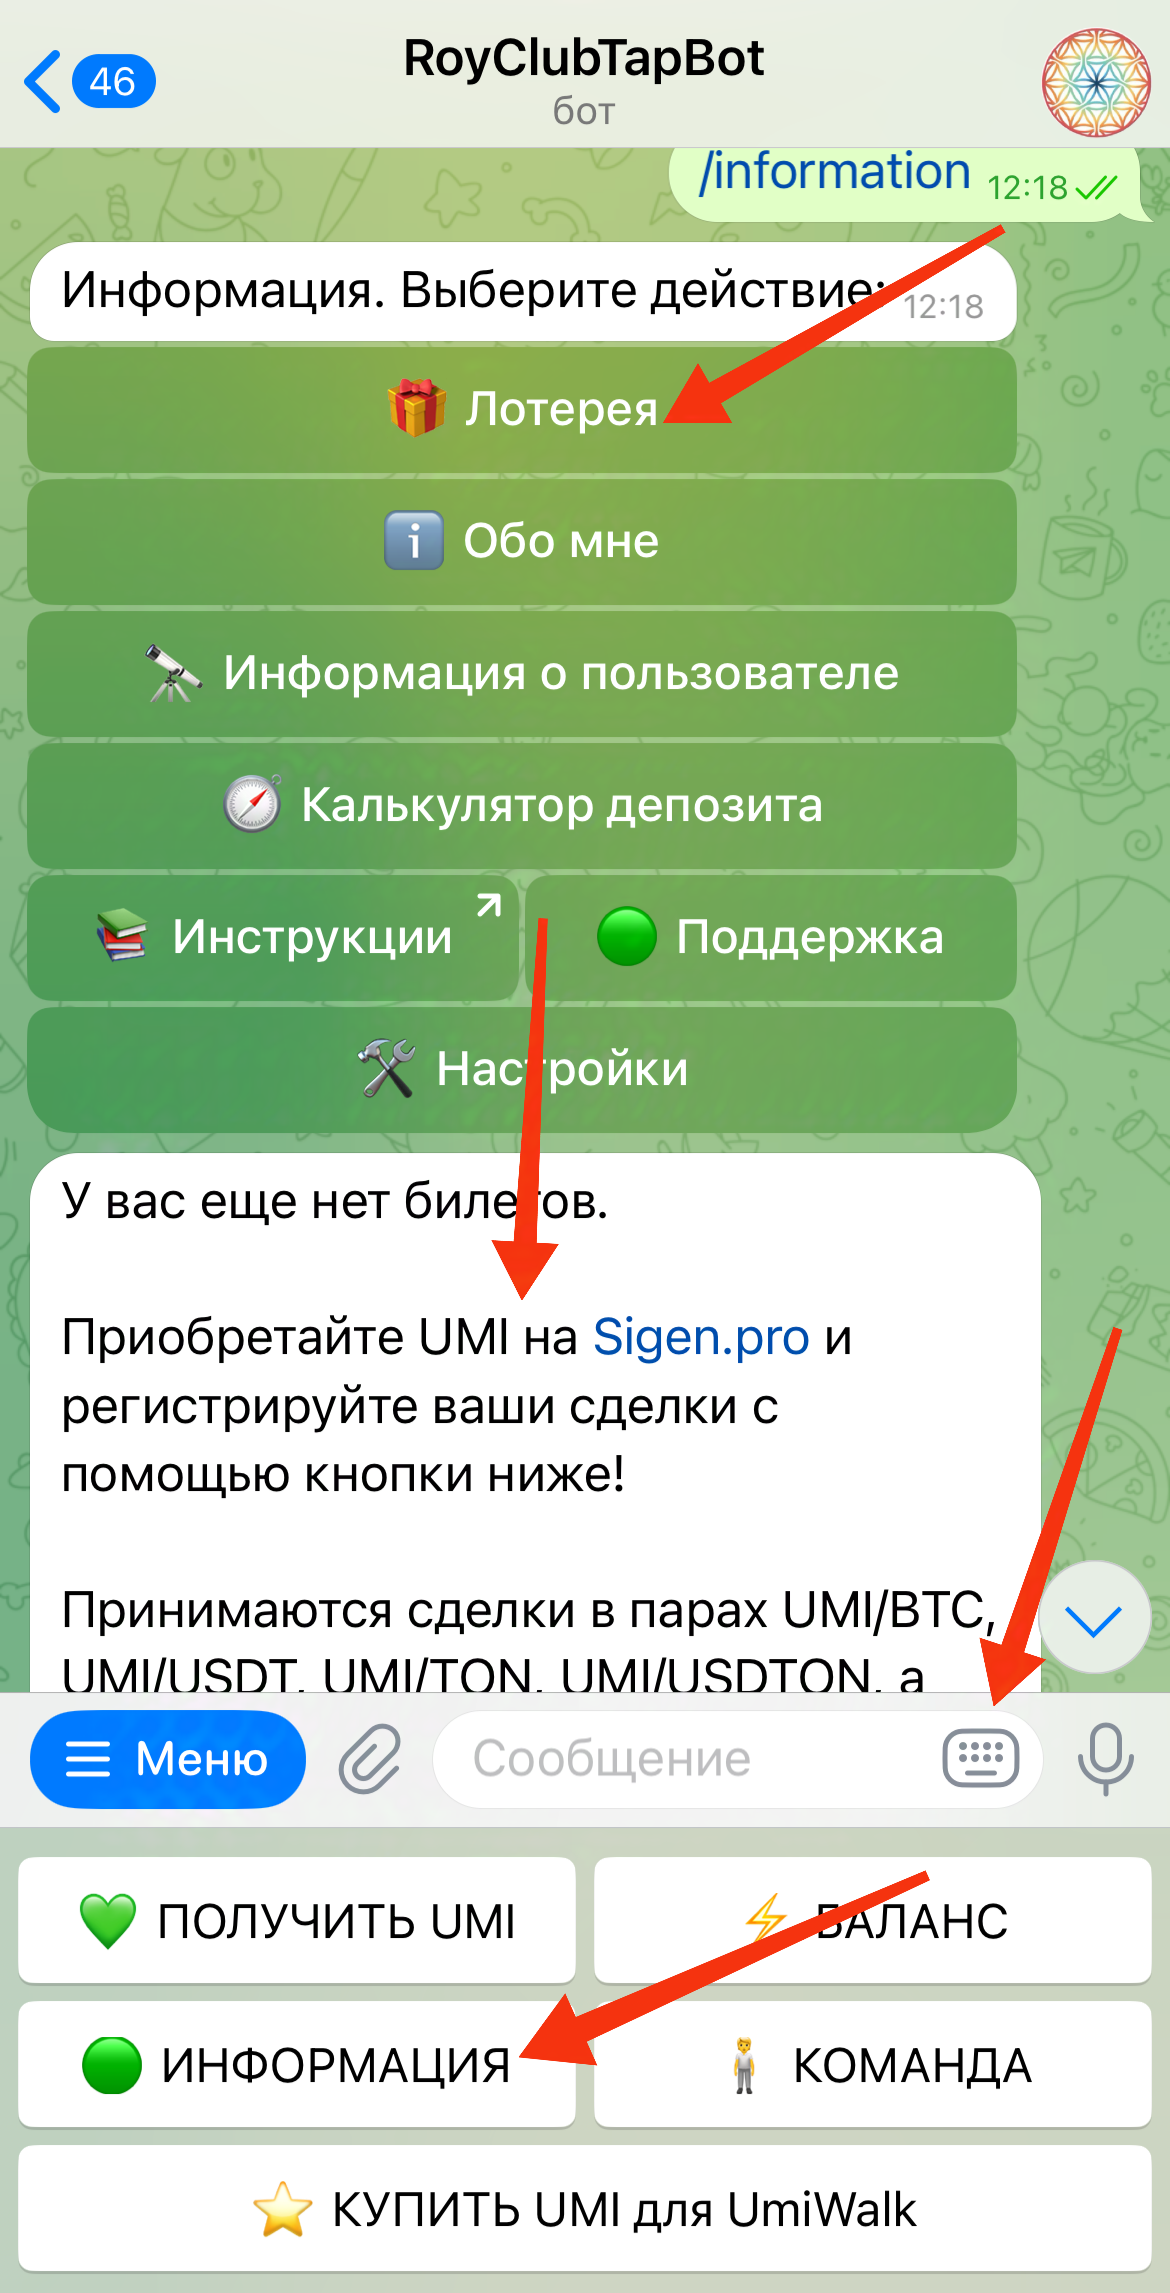 46
RoyClubTapBot
бот
/information 12:18
Информация. Выберите действие: 12:18
Лотерея
Обо мне
Информация о пользователе
Калькулятор депозита
Инструкции
Поддержка
Настройки
У вас еще нет билетов.
Приобретайте UMI на Sigen.pro и
регистрируйте ваши сделки с
помощью кнопки ниже!
Принимаются сделки в парах UMI/BTC,
UMI/USDT, UMI/TON, UMI/USDTON, а
Меню
Сообщение
ПОЛУЧИТЬ UMI
БАЛАНС
ИНФОРМАЦИЯ
КОМАНДА
КУПИТЬ UMI для UmiWalk